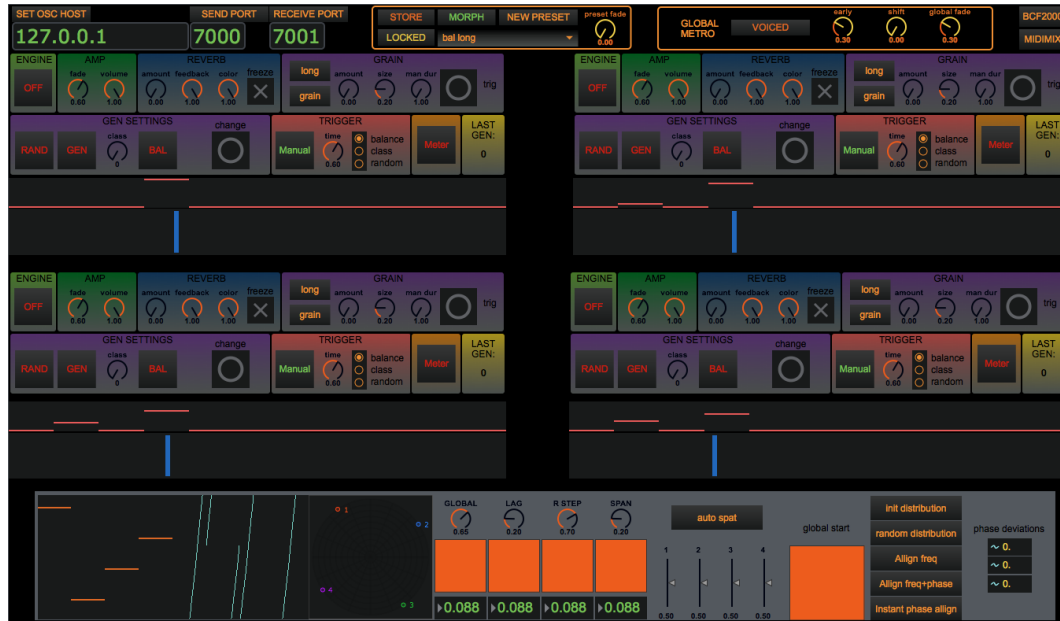 SET OSC HOST SEND PORT RECEIVE PORT
127.0.0.1 7000 7001
STORE MORPH NEW PRESET preset fade
LOCKED bal long 0.00
GLOBAL METRO VOICED early shift global fade
0.30 0.00 0.30
BCF2000
MIDIMIX
ENGINE AMP REVERB GRAIN
OFF fade volume amount feedback color freeze long grain amount size man dur trig
0.60 1.00 0.00 1.00 1.00 0.00 0.20 1.00
GEN SETTINGS TRIGGER LAST GEN:
RAND GEN class BAL change Manual time balance class random Meter
0 0.60 0
ENGINE AMP REVERB GRAIN
OFF fade volume amount feedback color freeze long grain amount size man dur trig
0.60 1.00 0.00 1.00 1.00 0.00 0.20 1.00
GEN SETTINGS TRIGGER LAST GEN:
RAND GEN class BAL change Manual time balance class random Meter
0 0.60 0
ENGINE AMP REVERB GRAIN
OFF fade volume amount feedback color freeze long grain amount size man dur trig
0.60 1.00 0.00 1.00 1.00 0.00 0.20 1.00
GEN SETTINGS TRIGGER LAST GEN:
RAND GEN class BAL change Manual time balance class random Meter
0 0.60 0
ENGINE AMP REVERB GRAIN
OFF fade volume amount feedback color freeze long grain amount size man dur trig
0.60 1.00 0.00 1.00 1.00 0.00 0.20 1.00
GEN SETTINGS TRIGGER LAST GEN:
RAND GEN class BAL change Manual time balance class random Meter
0 0.60 0
1
2
4
3
GLOBAL LAG R STEP SPAN
0.65 0.20 0.70 0.20
0.088 0.088 0.088 0.088
auto spat
1 2 3 4
0.50 0.50 0.50 0.50
global start
init distribution
random distribution
Allign freq
Allign freq+phase
Instant phase allign
phase deviations
0.
0.
0.